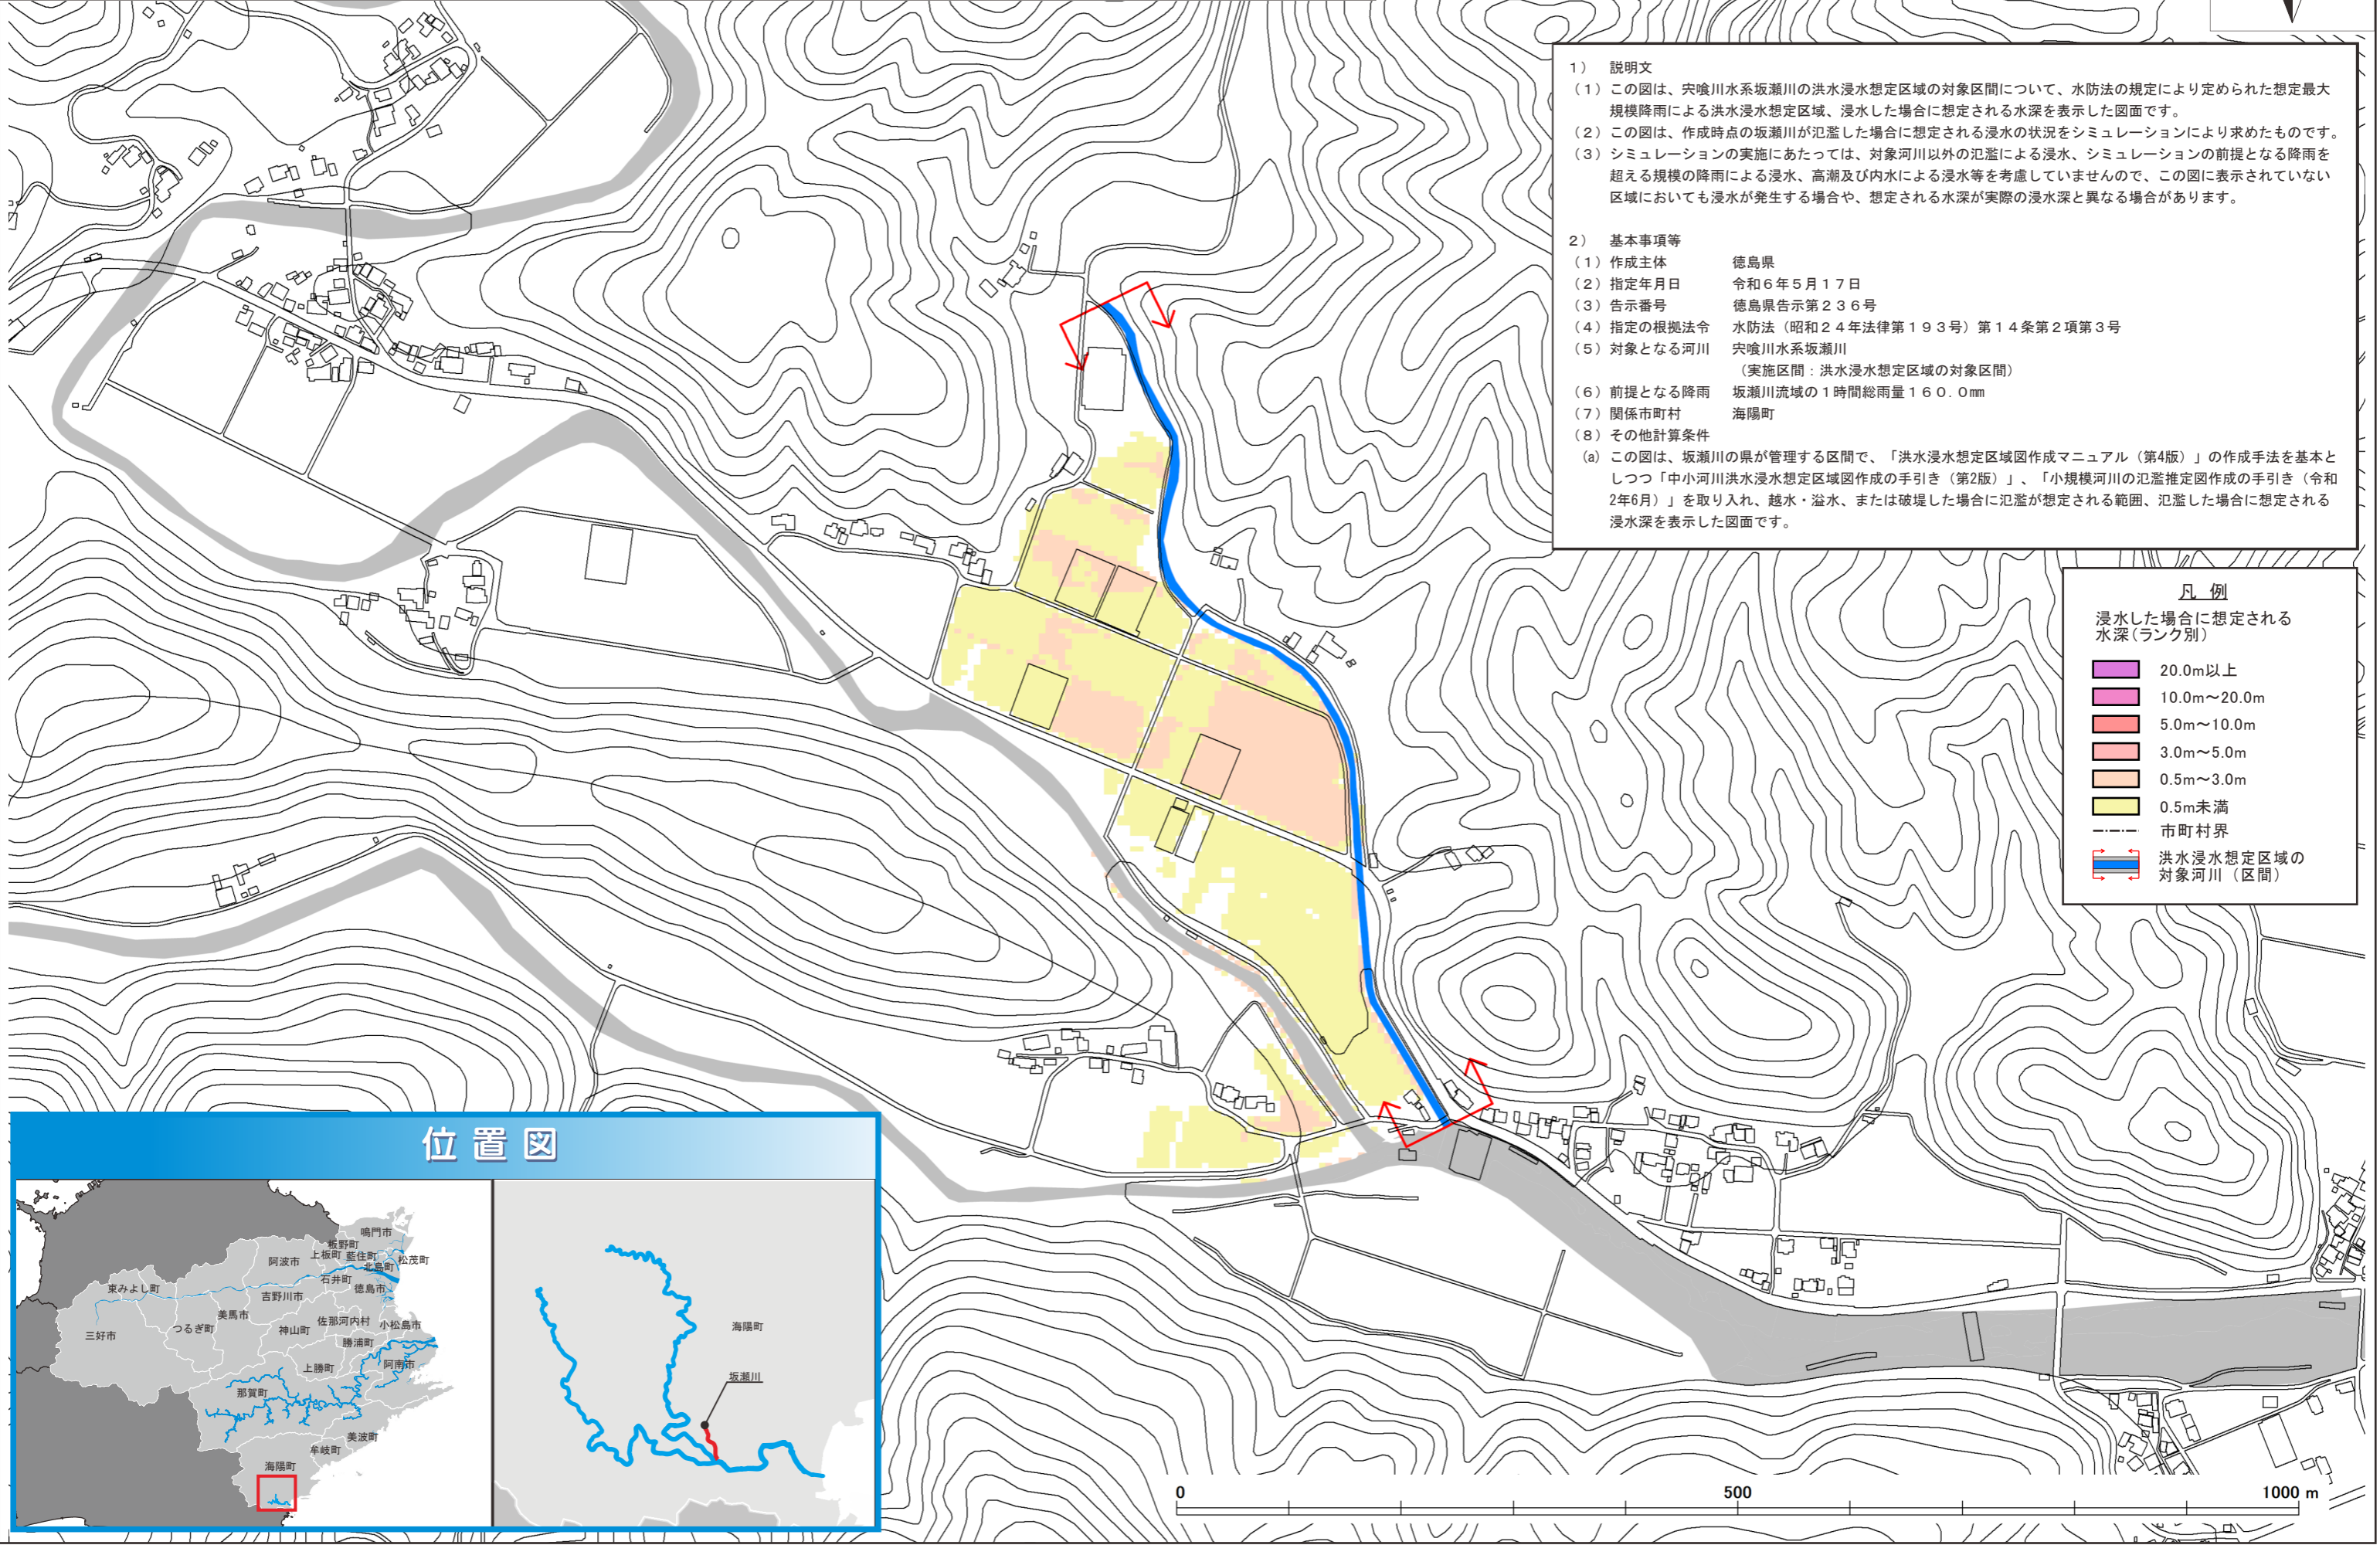 1） 説明文
（1）この図は、宍喰川水系坂瀬川の洪水浸水想定区域の対象区間について、水防法の規定により定められた想定最大
規模降雨による洪水浸水想定区域、浸水した場合に想定される水深を表示した図面です。
（2）この図は、作成時点の坂瀬川が氾濫した場合に想定される浸水の状況をシミュレーションにより求めたものです。
（3）シミュレーションの実施にあたっては、対象河川以外の氾濫による浸水、シミュレーションの前提となる降雨を
超える規模の降雨による浸水、高潮及び内水による浸水等を考慮していませんので、この図に表示されていない
区域においても浸水が発生する場合や、想定される水深が実際の浸水深と異なる場合があります。
2） 基本事項等
（1）作成主体 徳島県
（2）指定年月日 令和６年５月１７日
（3）告示番号 徳島県告示第２３６号
（4）指定の根拠法令 水防法（昭和２４年法律第１９３号）第１４条第２項第３号
（5）対象となる河川 宍喰川水系坂瀬川
（実施区間：洪水浸水想定区域の対象区間）
（6）前提となる降雨 坂瀬川流域の１時間総雨量１６０．０㎜
（7）関係市町村 海陽町
（8）その他計算条件
(a) この図は、坂瀬川の県が管理する区間で、「洪水浸水想定区域図作成マニュアル（第4版）」の作成手法を基本と
しつつ「中小河川洪水浸水想定区域図作成の手引き（第2版）」、「小規模河川の氾濫推定図作成の手引き（令和
2年6月）」を取り入れ、越水・溢水、または破堤した場合に氾濫が想定される範囲、氾濫した場合に想定される
浸水深を表示した図面です。
凡 例
浸水した場合に想定される
水深(ランク別)
20.0m以上
10.0m～20.0m
5.0m～10.0m
3.0m～5.0m
0.5m～3.0m
0.5m未満
市町村界
洪水浸水想定区域の
対象河川（区間）
位 置 図
鳴門市
板野町
上板町 藍住町
松茂町
北島町
阿波市
石井町
徳島市
東みよし町
吉野川市
美馬市
つるぎ町
三好市
佐那河内村
小松島市
神山町
勝浦町
上勝町
阿南市
那賀町
美波町
牟岐町
海陽町
海陽町
坂瀬川
0 500 1000 m